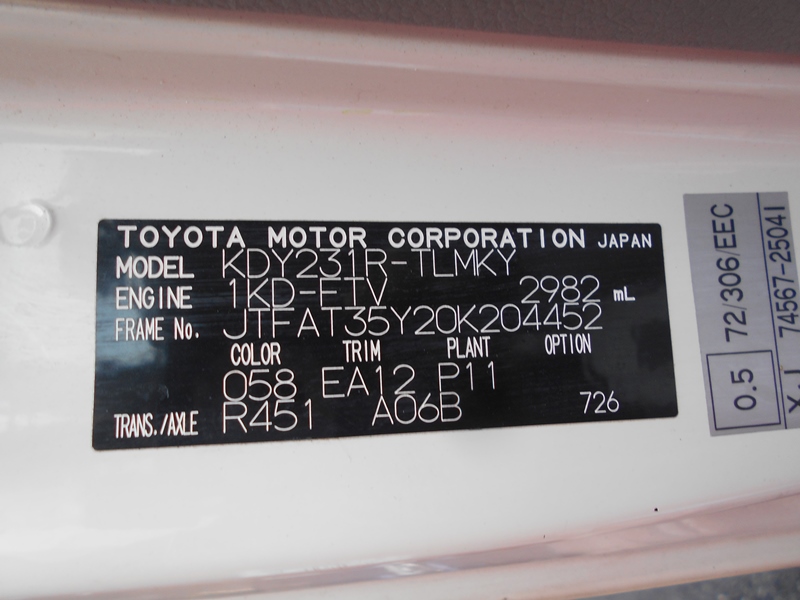 TOYOTA MOTOR CORPORATION JAPAN
MODEL KDY231R-TLMKY
ENGINE 1KD-FTV 2982 mL
FRAME No. JTFAT35Y20K204452
COLOR TRIM PLANT OPTION
058 EA12 P11
TRANS./AXLE R451 A06B 726
0.5 72/306/EEC
74567-25041